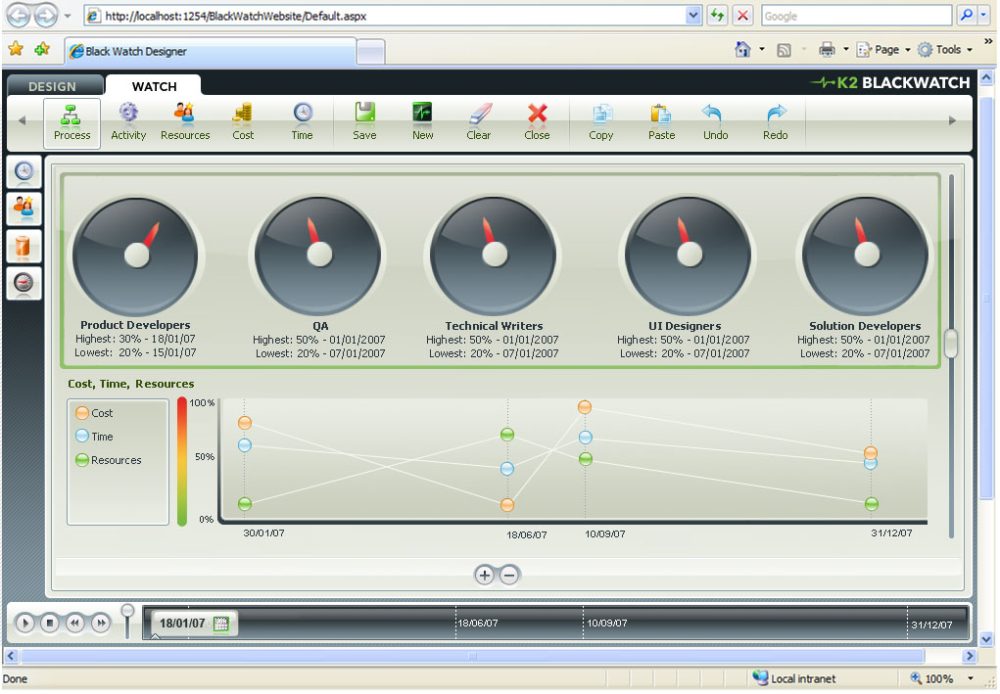 http://localhost:1254/BlackWatchWebsite/Default.aspx
Google
Black Watch Designer
Page
Tools
DESIGN
WATCH
K2 BLACKWATCH
Process
Activity
Resources
Cost
Time
Save
New
Clear
Close
Copy
Paste
Undo
Redo
Product Developers
Highest: 30% - 18/01/07
Lowest: 20% - 15/01/07
QA
Highest: 50% - 01/01/2007
Lowest: 20% - 07/01/2007
Technical Writers
Highest: 50% - 01/01/2007
Lowest: 20% - 07/01/2007
UI Designers
Highest: 50% - 01/01/2007
Lowest: 20% - 07/01/2007
Solution Developers
Highest: 50% - 01/01/2007
Lowest: 20% - 07/01/2007
Cost, Time, Resources
Cost
Time
Resources
100%
50%
0%
30/01/07
18/06/07
10/09/07
31/12/07
18/01/07
18/06/07
10/09/07
31/12/07
Done
Local intranet
100%